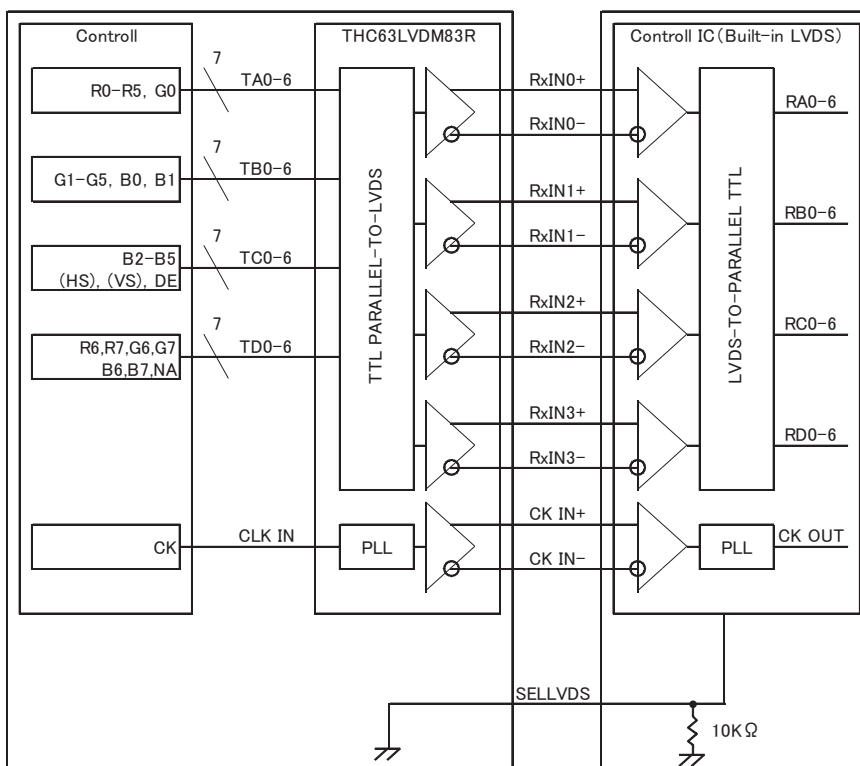 Controll
THC63LVDM83R
Controll IC(Built-in LVDS)
R0-R5, G0
7
TA0-6
RxIN0+
RxIN0-
RA0-6
G1-G5, B0, B1
7
TB0-6
RxIN1+
RxIN1-
RB0-6
B2-B5
(HS), (VS), DE
7
TC0-6
RxIN2+
RxIN2-
RC0-6
R6,R7,G6,G7
B6,B7,NA
7
TD0-6
RxIN3+
RxIN3-
RD0-6
TTL PARALLEL-TO-LVDS
LVDS-TO-PARALLEL TTL
CK
CLK IN
PLL
CK IN+
CK IN-
PLL
CK OUT
SELLVDS
10KΩ